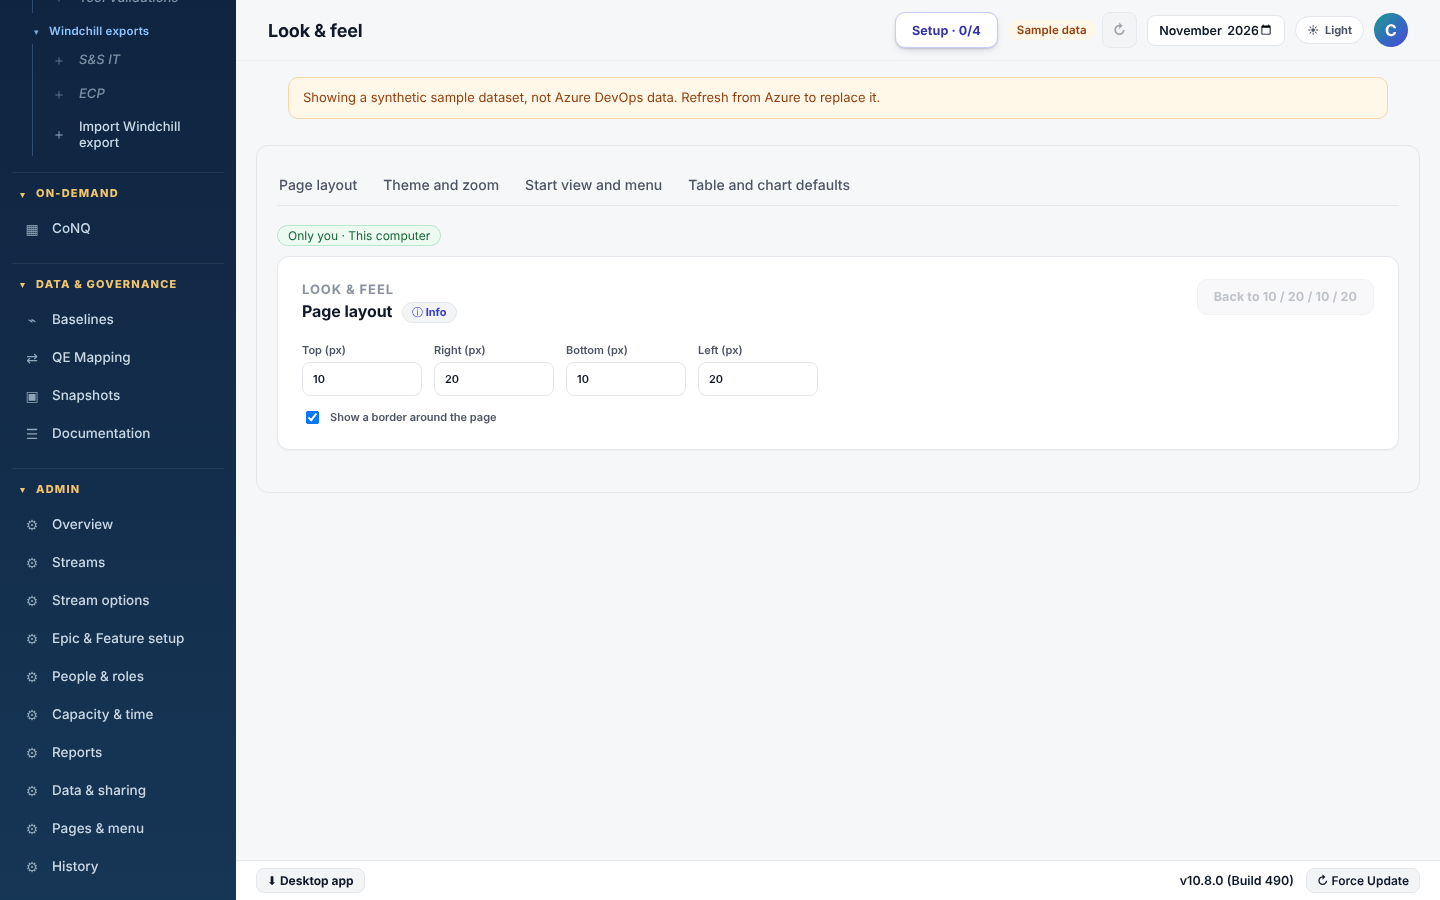 Windchill exports
S&S IT
ECP
Import Windchill
export
ON-DEMAND
CoNQ
DATA & GOVERNANCE
Baselines
QE Mapping
Snapshots
Documentation
ADMIN
Overview
Streams
Stream options
Epic & Feature setup
People & roles
Capacity & time
Reports
Data & sharing
Pages & menu
History
Look & feel
Setup · 0/4
Sample data
November 2026
Light
C
Showing a synthetic sample dataset, not Azure DevOps data. Refresh from Azure to replace it.
Page layout Theme and zoom Start view and menu Table and chart defaults
Only you · This computer
LOOK & FEEL
Page layout Info
Back to 10 / 20 / 10 / 20
Top (px) Right (px) Bottom (px) Left (px)
10 20 10 20
Show a border around the page
Desktop app
v10.8.0 (Build 490)
Force Update